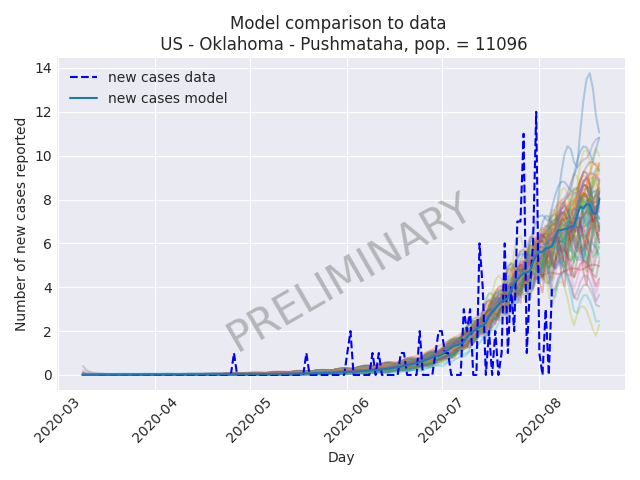 Model comparison to data
US - Oklahoma - Pushmataha, pop. = 11096
14
12
10
8
6
4
2
0
Number of new cases reported
new cases data
new cases model
PRELIMINARY
2020-03
2020-04
2020-05
2020-06
2020-07
2020-08
Day